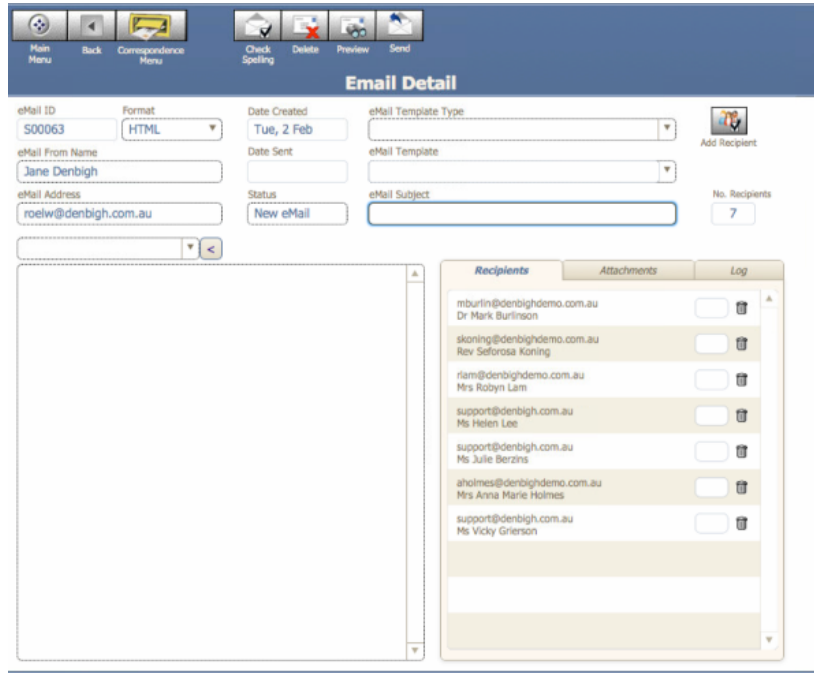 Main Menu
Back
Correspondence Menu
Check Spelling
Delete
Preview
Send
Email Detail
eMail ID
Format
Date Created
eMail Template Type
S00063
HTML
Tue, 2 Feb
Add Recipient
eMail From Name
Date Sent
eMail Template
Jane Denbigh
eMail Address
Status
eMail Subject
No. Recipients
roelw@denbigh.com.au
New eMail
7
<
Recipients
Attachments
Log
mburlin@denbighdemo.com.au
Dr Mark Burlinson
skoning@denbighdemo.com.au
Rev Seforosa Koning
rlam@denbighdemo.com.au
Mrs Robyn Lam
support@denbigh.com.au
Ms Helen Lee
support@denbigh.com.au
Ms Julie Berzins
aholmes@denbighdemo.com.au
Mrs Anna Marie Holmes
support@denbigh.com.au
Ms Vicky Grierson